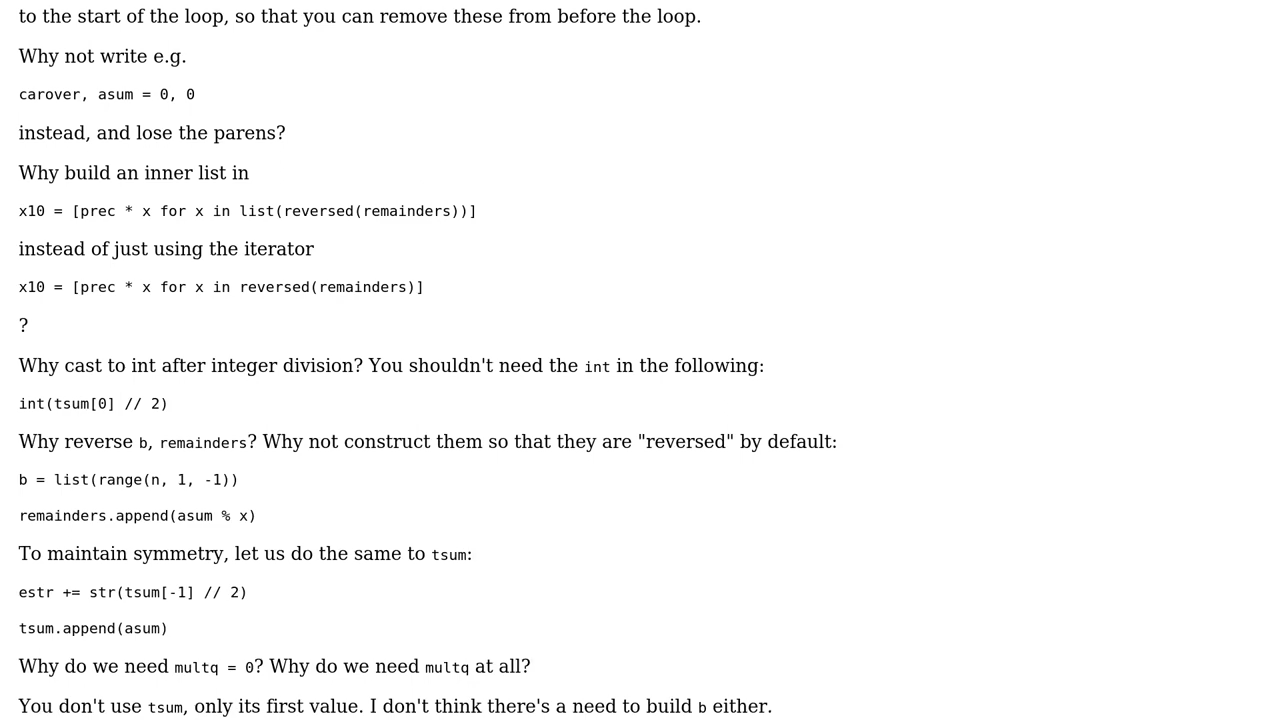 to the start of the loop, so that you can remove these from before the loop.
Why not write e.g.
carover, asum = 0, 0
instead, and lose the parens?
Why build an inner list in
x10 = [prec * x for x in list(reversed(remainders))]
instead of just using the iterator
x10 = [prec * x for x in reversed(remainders)]
?
Why cast to int after integer division? You shouldn't need the int in the following:
int(tsum[0] // 2)
Why reverse b, remainders? Why not construct them so that they are "reversed" by default:
b = list(range(n, 1, -1))
remainders.append(asum % x)
To maintain symmetry, let us do the same to tsum:
estr += str(tsum[-1] // 2)
tsum.append(asum)
Why do we need multq = 0? Why do we need multq at all?
You don't use tsum, only its first value. I don't think there's a need to build b either.